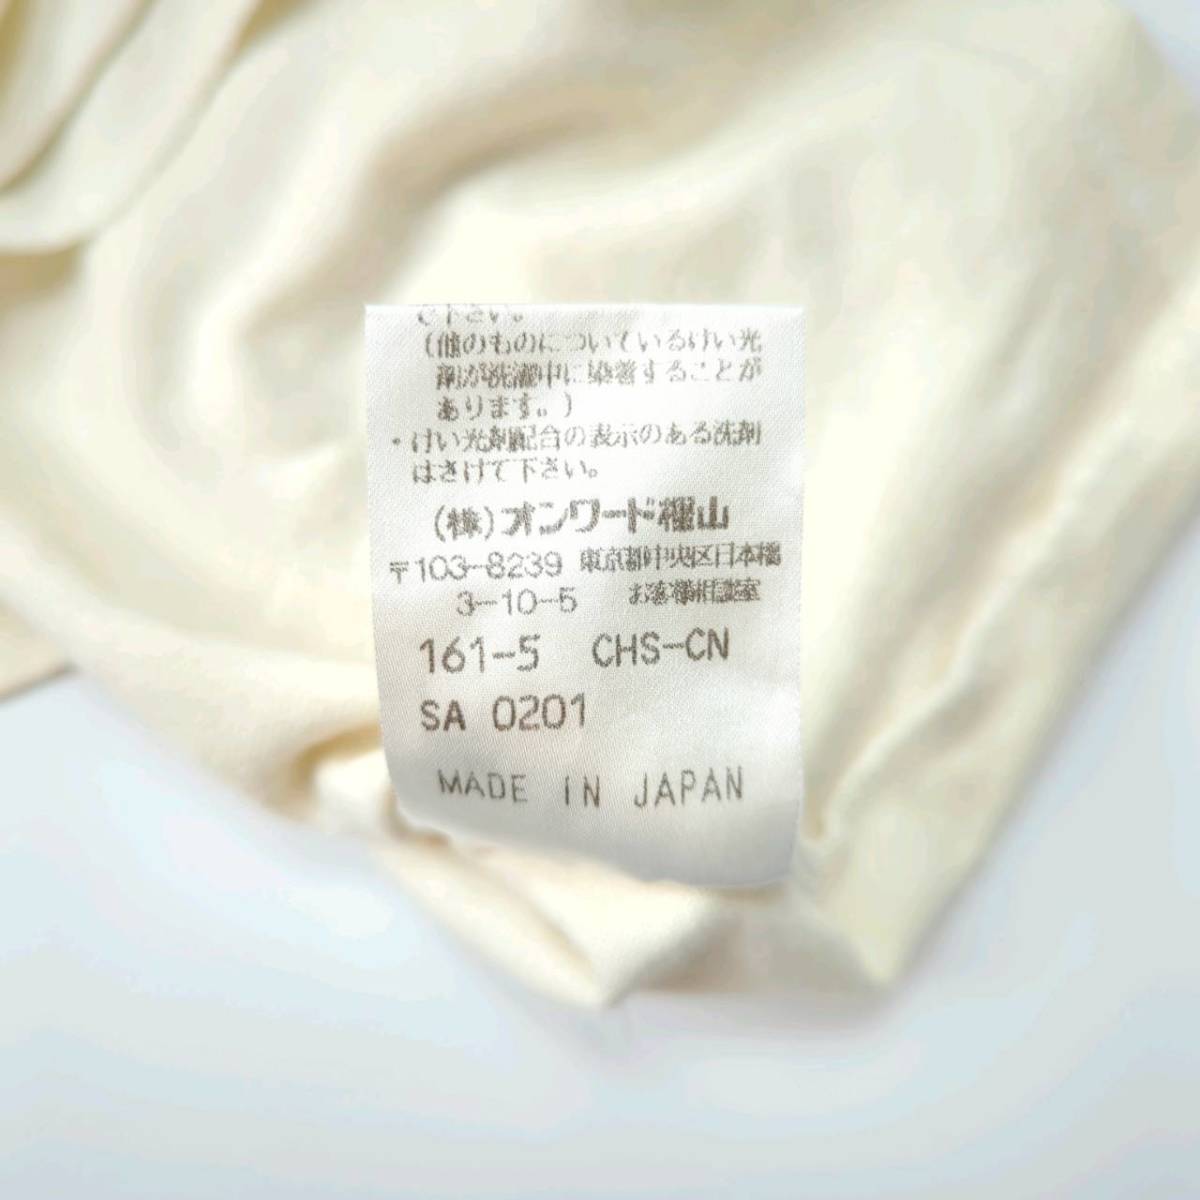 で下さい。
(他のものについているけい光
剤が洗濯中に染着することが
あります。)
・けい光剤配合の表示のある洗剤
はさけて下さい。
(株)オンワード樫山
〒103-8239 東京都中央区日本橋
3-10-5 お客様相談室
161-5 CHS-CN
SA 0201
MADE IN JAPAN